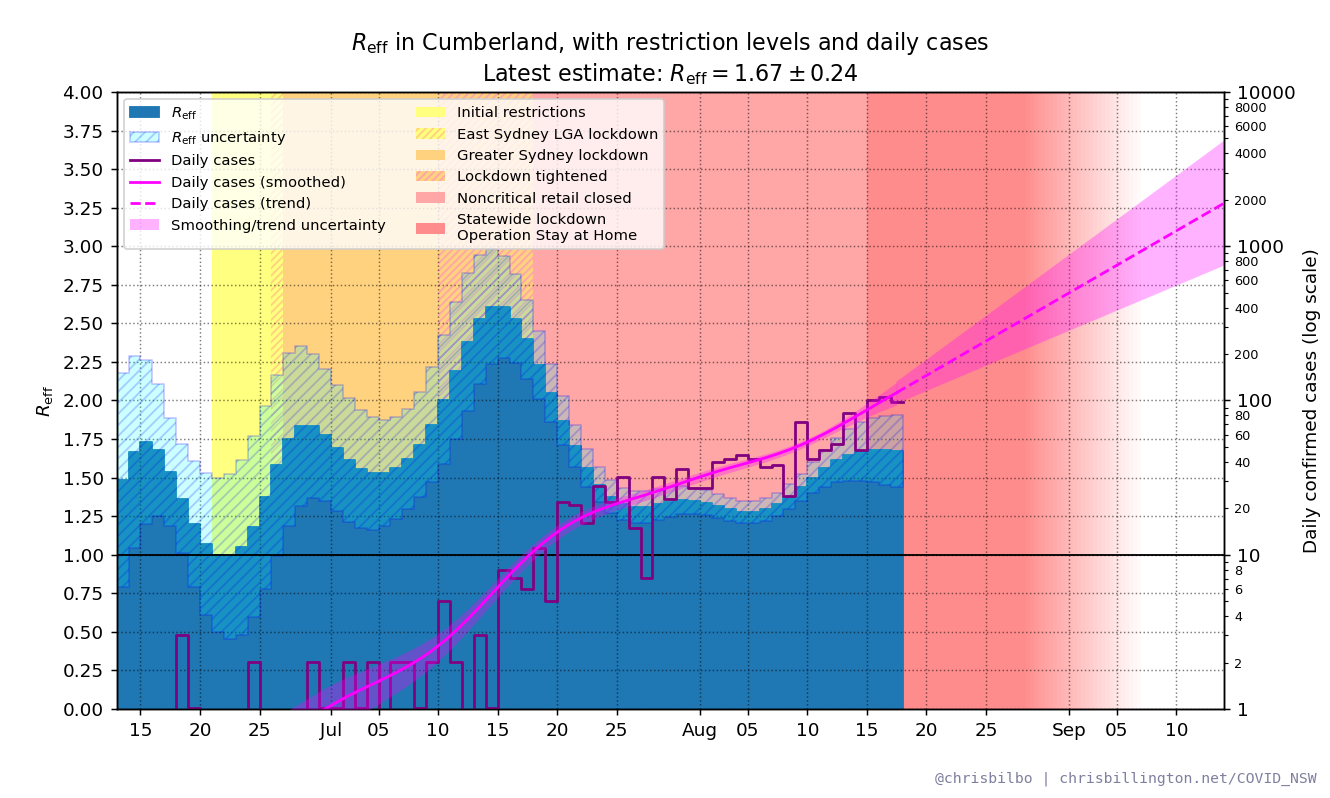 R_eff in Cumberland, with restriction levels and daily cases
Latest estimate: R_eff = 1.67 ± 0.24
R_eff
R_eff uncertainty
Daily cases
Daily cases (smoothed)
Daily cases (trend)
Smoothing/trend uncertainty
Initial restrictions
East Sydney LGA lockdown
Greater Sydney lockdown
Lockdown tightened
Noncritical retail closed
Statewide lockdown
Operation Stay at Home
R_eff
4.00
3.75
3.50
3.25
3.00
2.75
2.50
2.25
2.00
1.75
1.50
1.25
1.00
0.75
0.50
0.25
0.00
10000
8000
6000
4000
2000
1000
800
600
400
200
100
80
60
40
20
10
8
6
4
2
1
Daily confirmed cases (log scale)
15 20 25 Jul 05 10 15 20 25 Aug 05 10 15 20 25 Sep 05 10
@chrisbilbo | chrisbillington.net/COVID_NSW